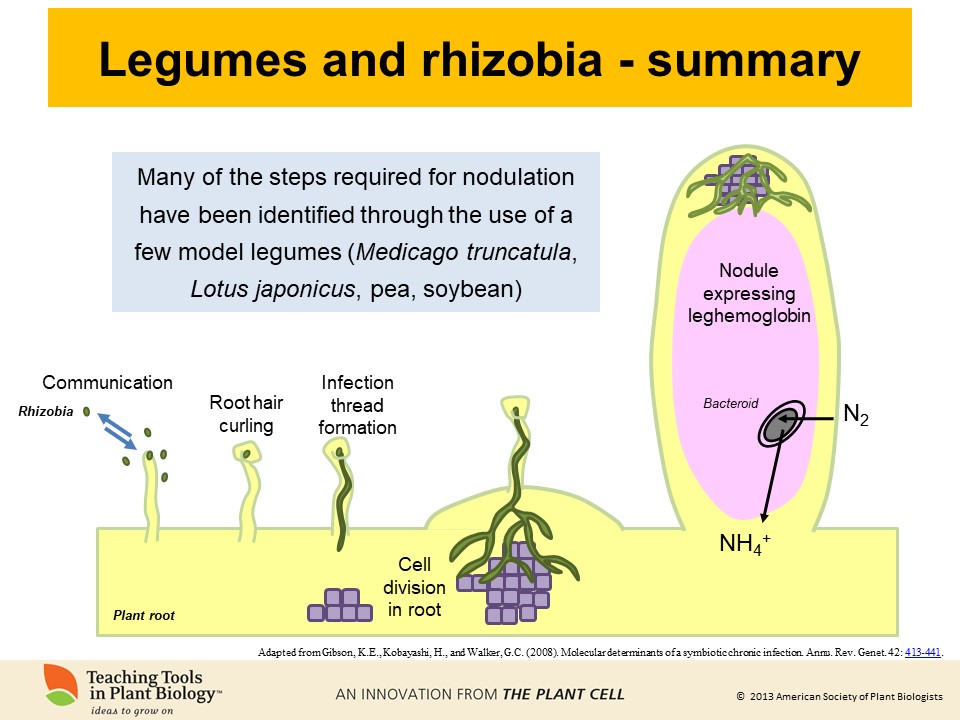 Legumes and rhizobia - summary
Many of the steps required for nodulation
have been identified through the use of a
few model legumes (Medicago truncatula,
Lotus japonicus, pea, soybean)
Communication
Rhizobia
Root hair
curling
Infection
thread
formation
Nodule
expressing
leghemoglobin
Bacteroid
N₂
NH₄⁺
Cell
division
in root
Plant root
Adapted from Gibson, K.E., Kobayashi, H., and Walker, G.C. (2008). Molecular determinants of a symbiotic chronic infection. Annu. Rev. Genet. 42: 413-441.
Teaching Tools
in Plant Biology™
ideas to grow on
AN INNOVATION FROM THE PLANT CELL
© 2013 American Society of Plant Biologists